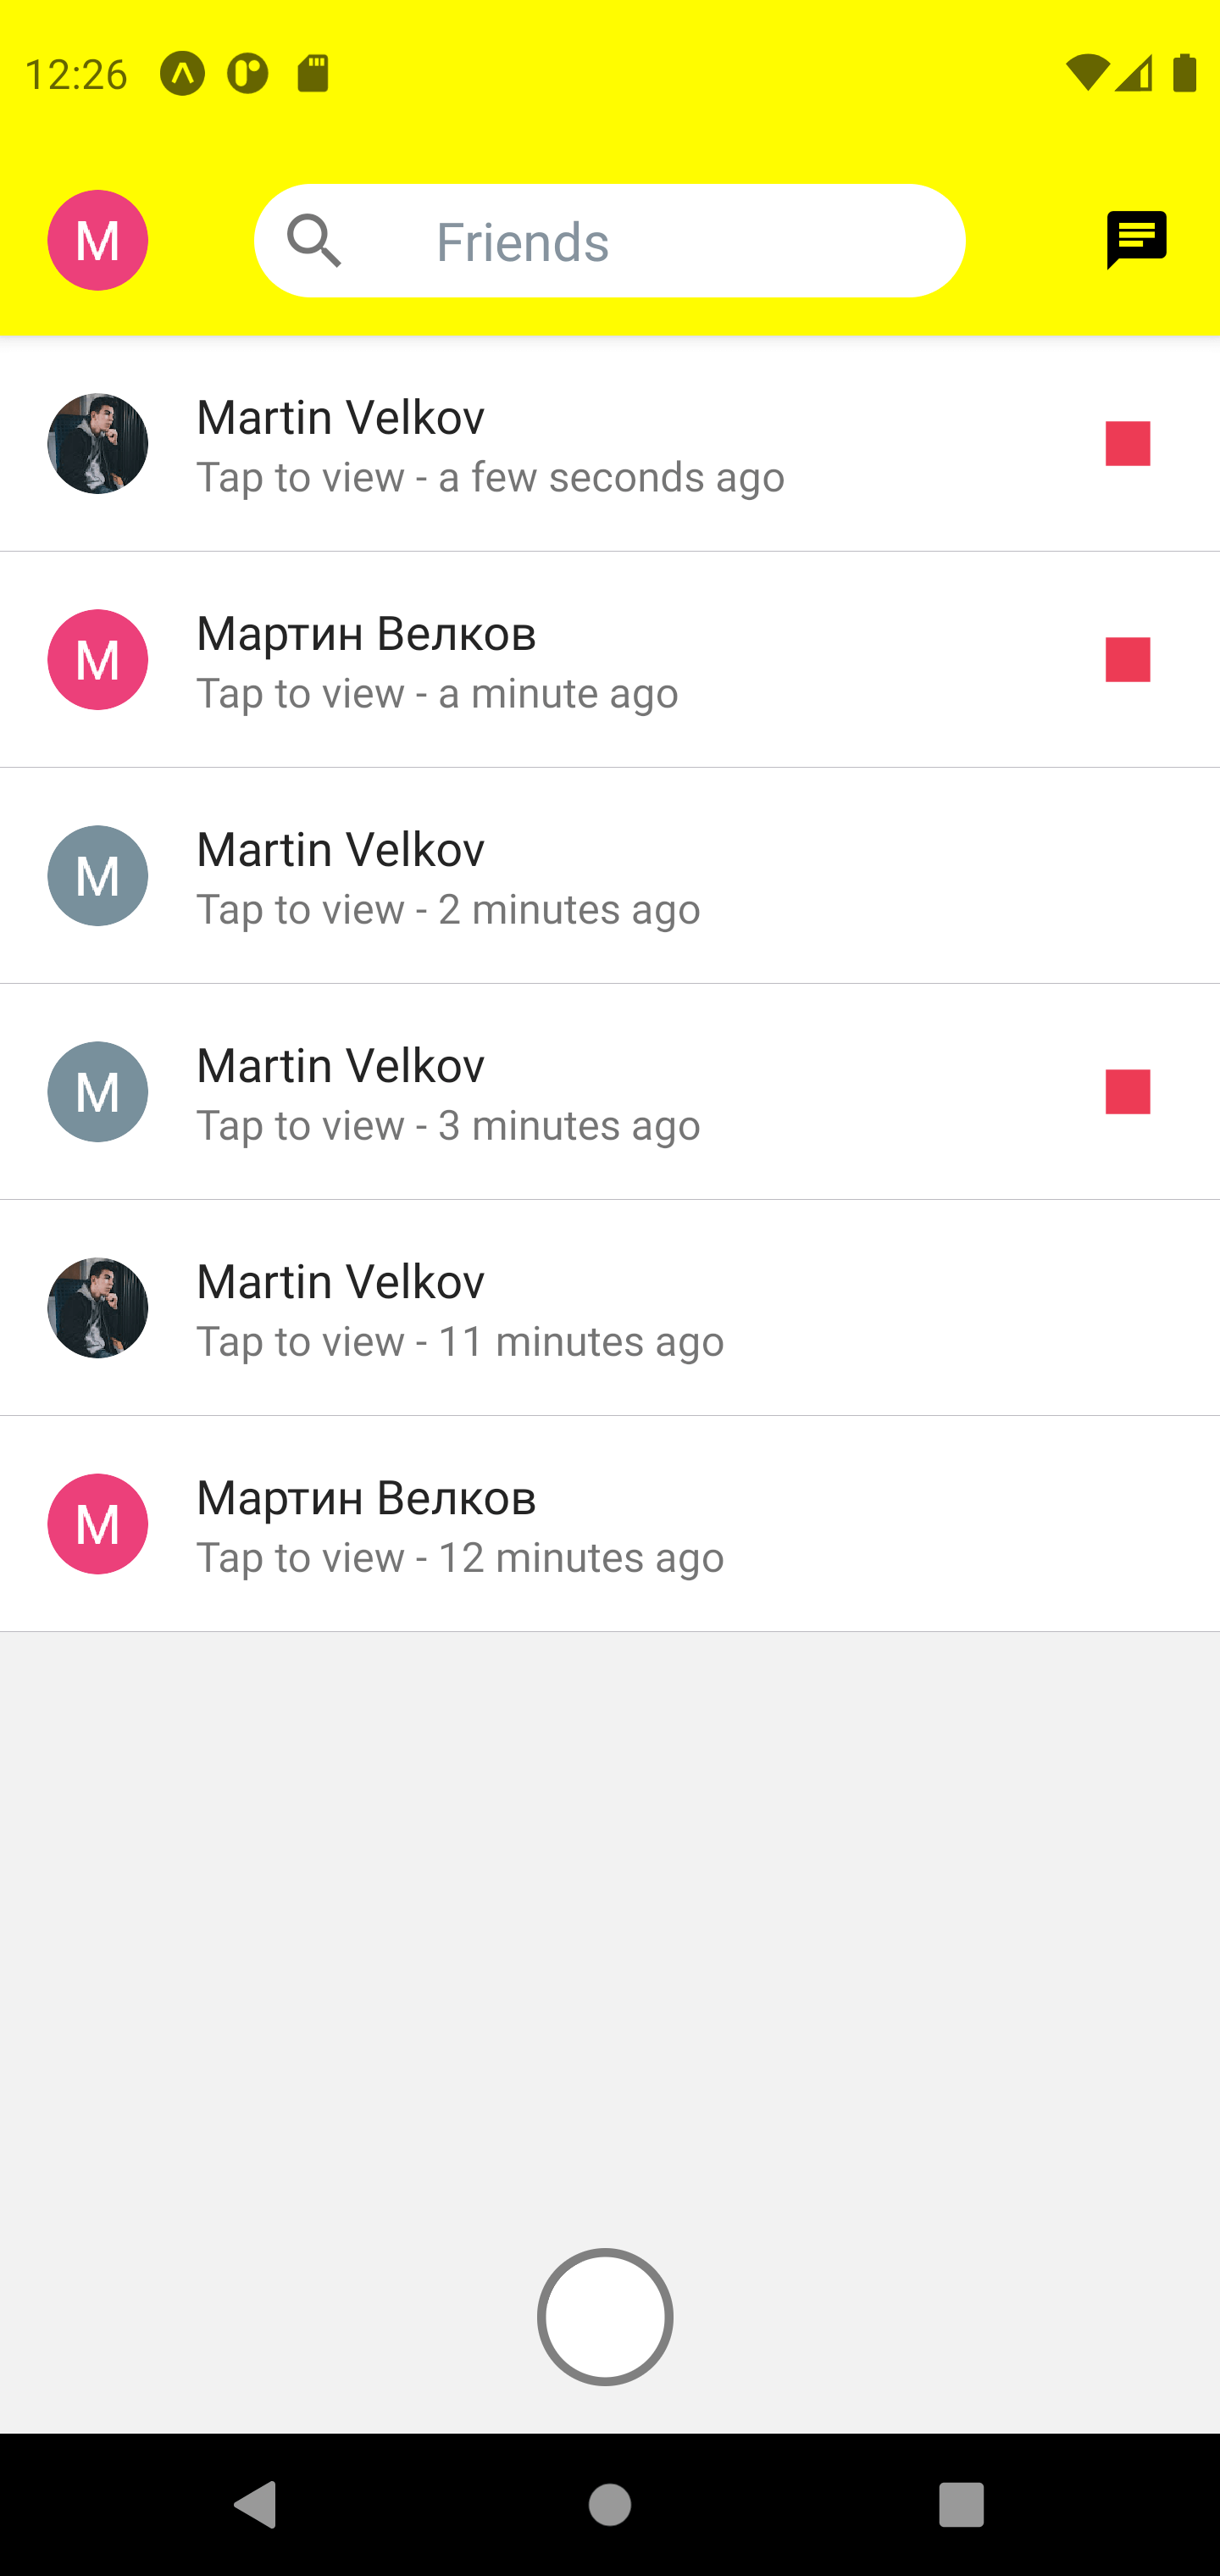 12:26
M
Friends
Martin Velkov
Tap to view - a few seconds ago
M
Мартин Велков
Tap to view - a minute ago
M
Martin Velkov
Tap to view - 2 minutes ago
M
Martin Velkov
Tap to view - 3 minutes ago
Martin Velkov
Tap to view - 11 minutes ago
M
Мартин Велков
Tap to view - 12 minutes ago